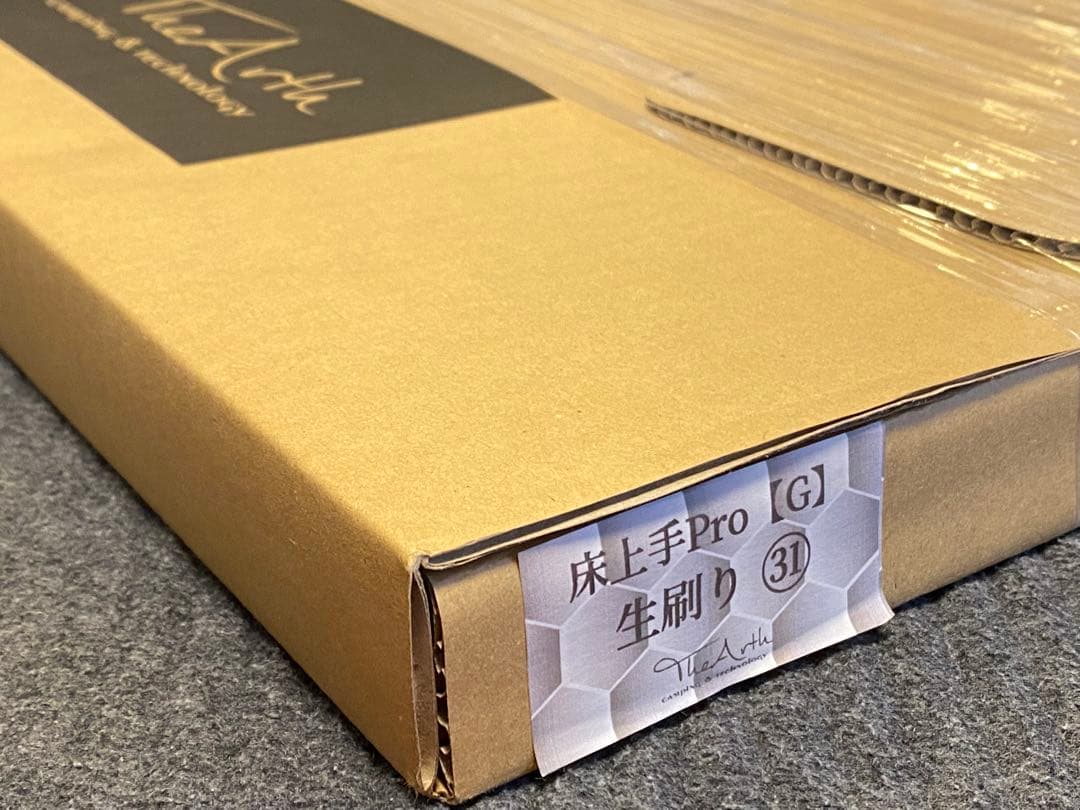 TheArth
camping & technology
床上手Pro【G】
生刷り ㉛
TheArth
camping & technology